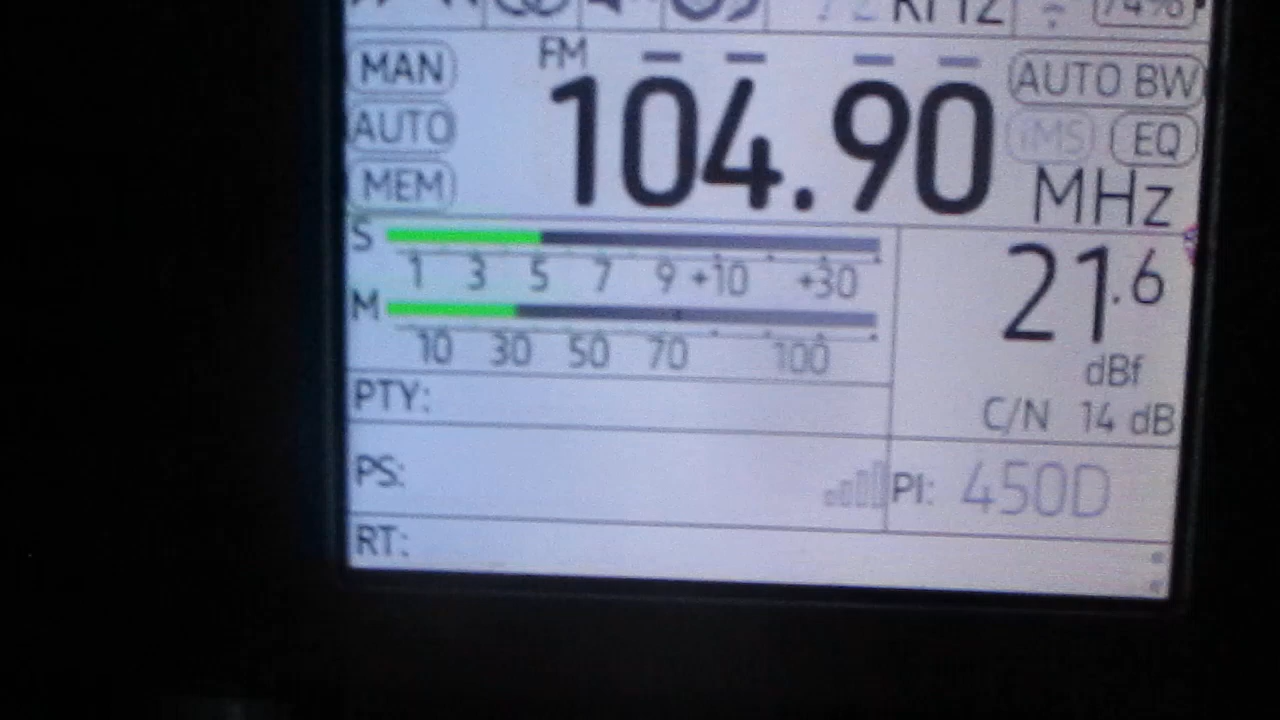 KHz 74%
FM
MAN
AUTO
MEM
104.90
AUTO BW
iMS EQ
MHz
S
1 3 5 7 9 +10 +30
M
10 30 50 70 100
21.6
dBf
C/N 14 dB
PTY:
PS:
PI: 450D
RT: